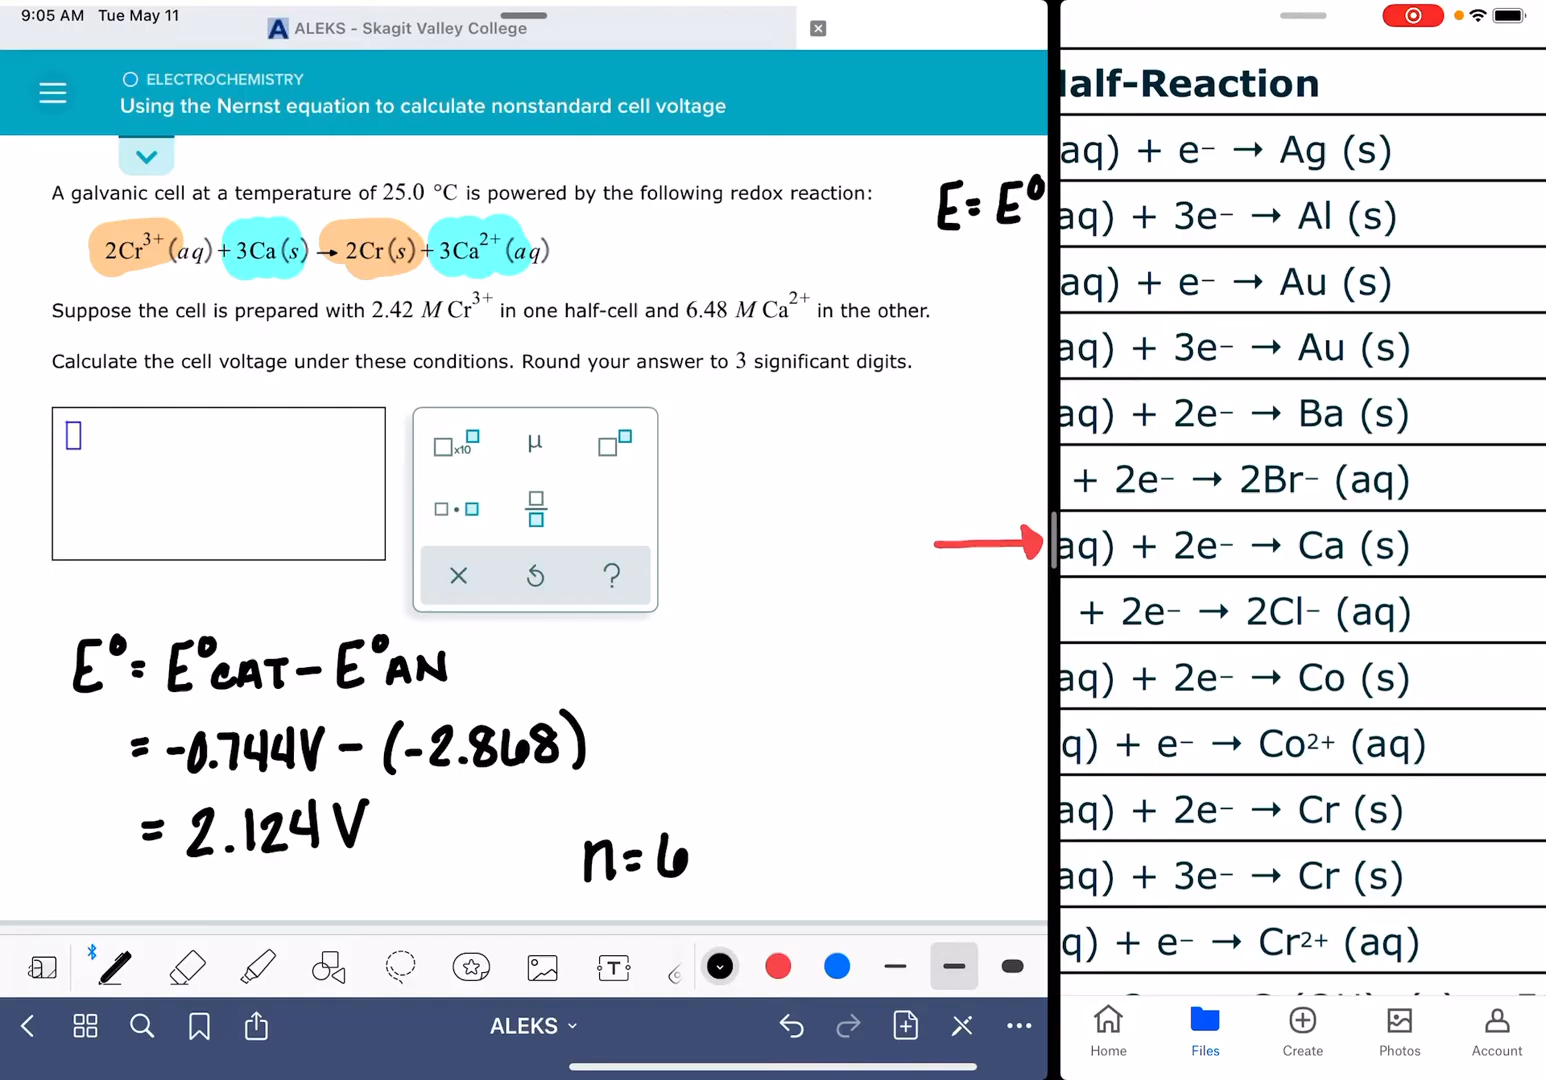 9:05 AM Tue May 11
ALEKS - Skagit Valley College
ELECTROCHEMISTRY
Using the Nernst equation to calculate nonstandard cell voltage
A galvanic cell at a temperature of 25.0 °C is powered by the following redox reaction:
E= E⁰
2Cr³⁺(aq)+3Ca(s) → 2Cr(s)+3Ca²⁺(aq)
Suppose the cell is prepared with 2.42 M Cr³⁺ in one half-cell and 6.48 M Ca²⁺ in the other.
Calculate the cell voltage under these conditions. Round your answer to 3 significant digits.
x10 μ
?
E⁰= E⁰CAT – E⁰AN
= -0.744V – (-2.868)
= 2.124 V
n=6
T
ALEKS
alf-Reaction
aq) + e⁻ → Ag (s)
aq) + 3e⁻ → Al (s)
aq) + e⁻ → Au (s)
aq) + 3e⁻ → Au (s)
aq) + 2e⁻ → Ba (s)
+ 2e⁻ → 2Br⁻ (aq)
aq) + 2e⁻ → Ca (s)
+ 2e⁻ → 2Cl⁻ (aq)
aq) + 2e⁻ → Co (s)
q) + e⁻ → Co²⁺ (aq)
aq) + 2e⁻ → Cr (s)
aq) + 3e⁻ → Cr (s)
q) + e⁻ → Cr²⁺ (aq)
Home Files Create Photos Account